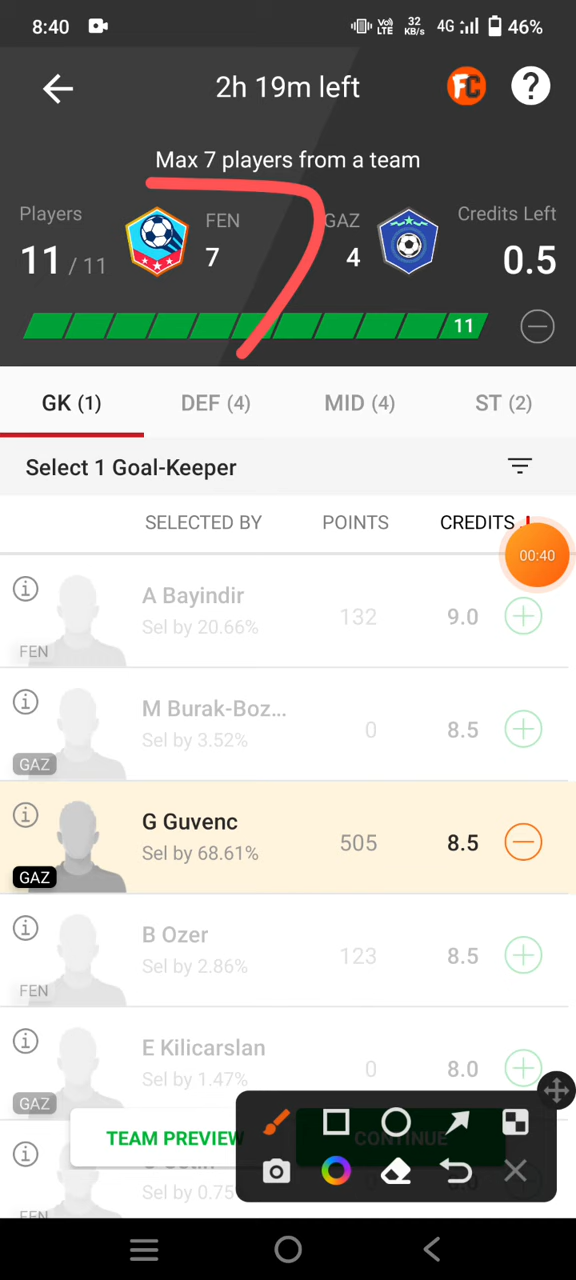 8:40 Vo) LTE 32 KB/s 4G 46%
2h 19m left FC ?
Max 7 players from a team
Players FEN GAZ Credits Left
11 / 11 7 4 0.5
11
GK (1) DEF (4) MID (4) ST (2)
Select 1 Goal-Keeper
SELECTED BY POINTS CREDITS
00:40
A Bayindir
Sel by 20.66% 132 9.0
FEN
M Burak-Boz...
Sel by 3.52% 0 8.5
GAZ
G Guvenc
Sel by 68.61% 505 8.5
GAZ
B Ozer
Sel by 2.86% 123 8.5
FEN
E Kilicarslan
Sel by 1.47% 0 8.0
GAZ
TEAM PREVIEW CONTINUE
Sel by 0.75
FEN